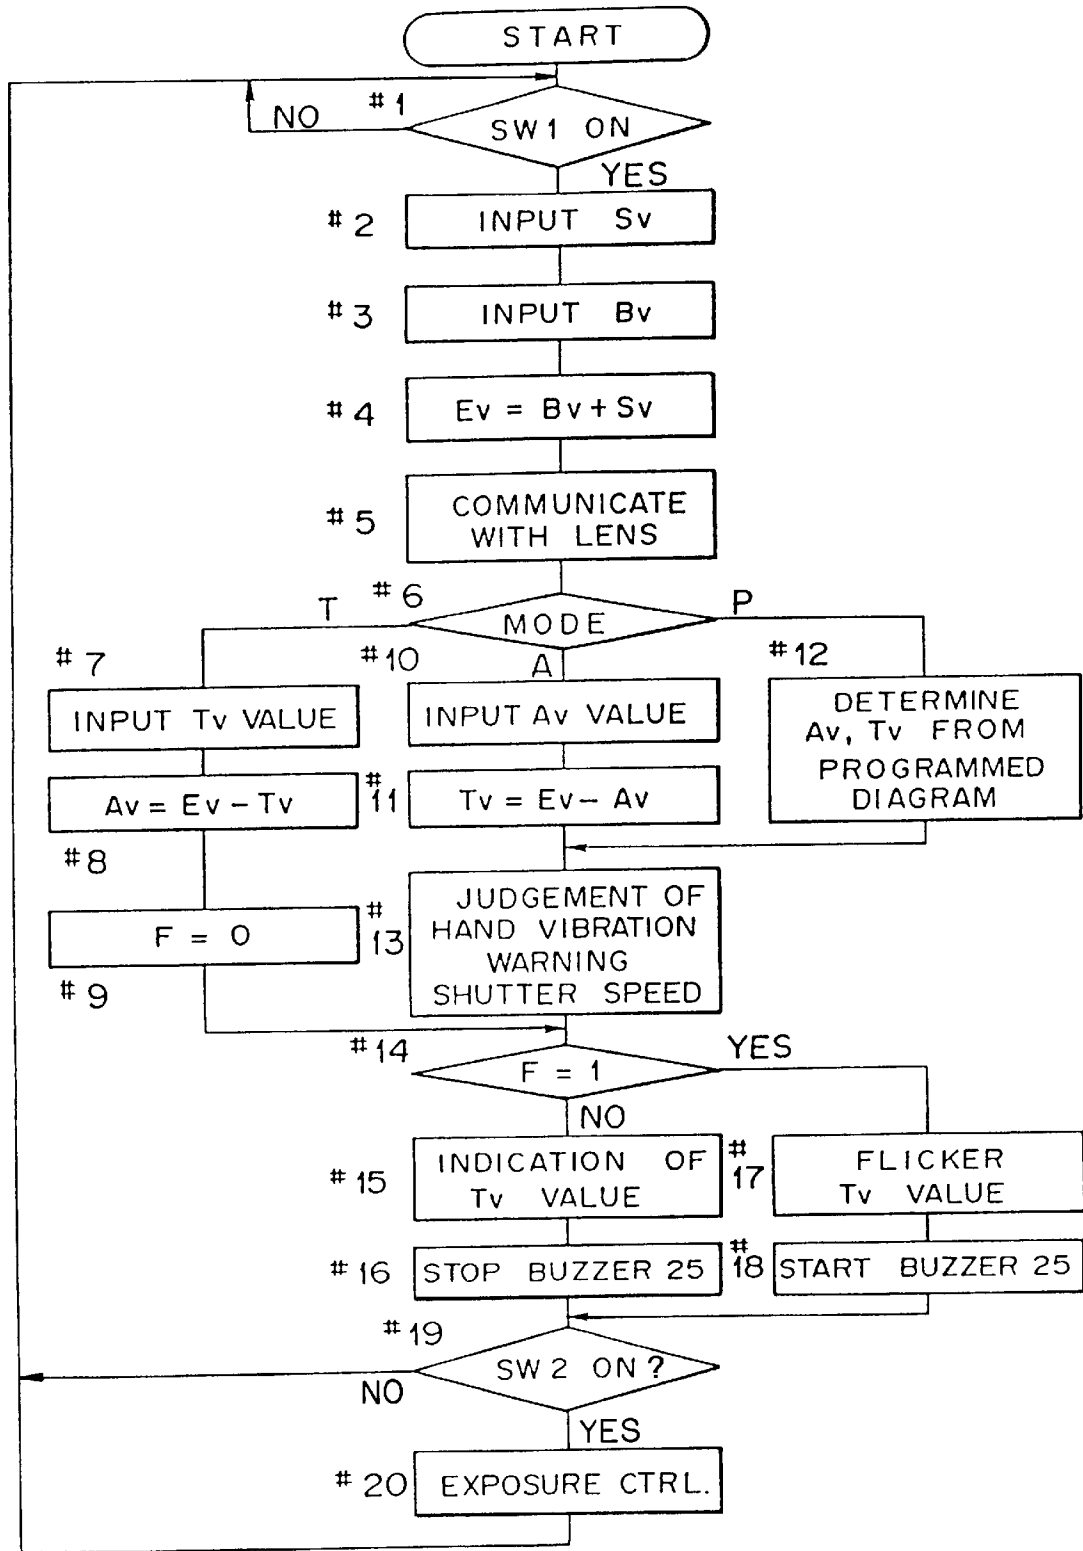 START
#1
NO
SW1 ON
YES
#2
INPUT Sv
#3
INPUT Bv
#4
Ev = Bv + Sv
#5
COMMUNICATE
WITH LENS
#6
T
MODE
P
#7
INPUT Tv VALUE
Av = Ev - Tv
#8
F = 0
#9
#10
A
INPUT Av VALUE
#11
Tv = Ev - Av
#12
DETERMINE
Av, Tv FROM
PROGRAMMED
DIAGRAM
#13
JUDGEMENT OF
HAND VIBRATION
WARNING
SHUTTER SPEED
#14
F = 1
YES
NO
#15
INDICATION OF
Tv VALUE
#16
STOP BUZZER 25
#17
FLICKER
Tv VALUE
#18
START BUZZER 25
#19
SW2 ON?
NO
YES
#20
EXPOSURE CTRL.